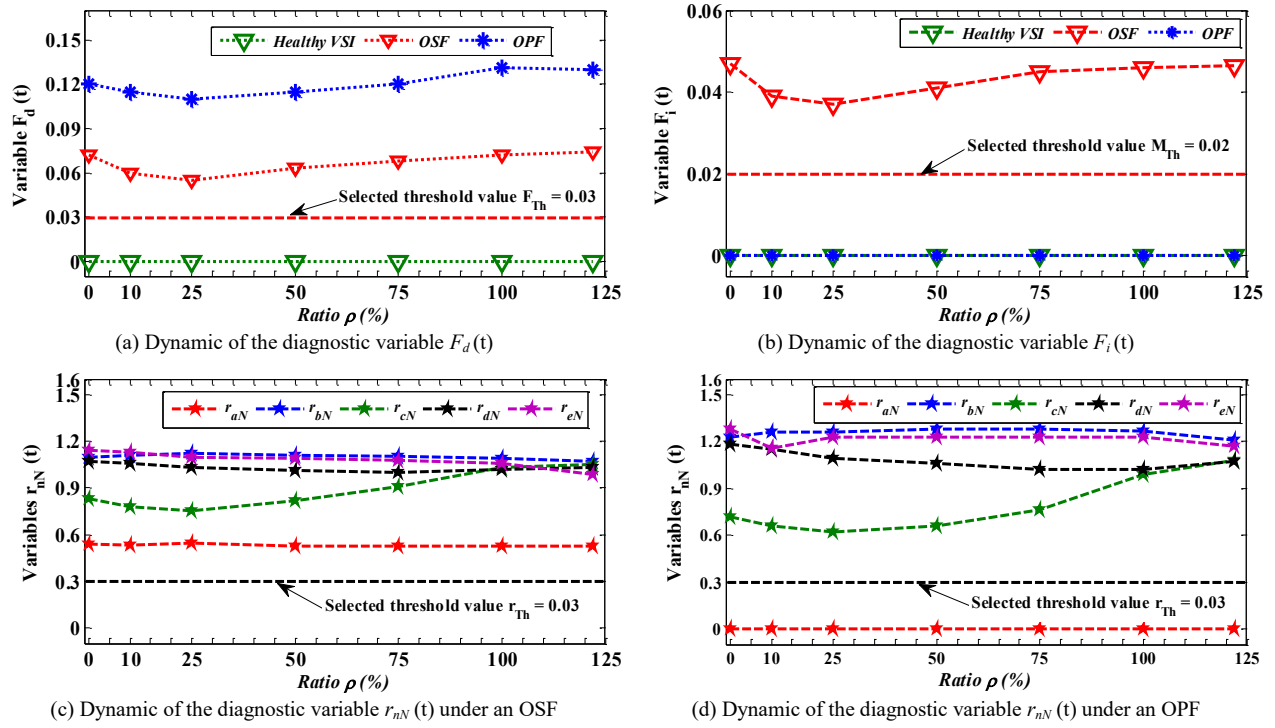 0.15
0.12
0.09
0.06
0.03
0
Variable F_d (t)
Healthy VSI OSF OPF
Selected threshold value F_Th = 0.03
0 10 25 50 75 100 125
Ratio ρ (%)
(a) Dynamic of the diagnostic variable F_d (t)
0.06
0.04
0.02
0
Variable F_i (t)
Healthy VSI OSF OPF
Selected threshold value M_Th = 0.02
0 10 25 50 75 100 125
Ratio ρ (%)
(b) Dynamic of the diagnostic variable F_i (t)
1.6
1.5
1.2
0.9
0.6
0.3
0
Variables r_nN (t)
r_aN r_bN r_cN r_dN r_eN
Selected threshold value r_Th = 0.03
0 10 25 50 75 100 125
Ratio ρ (%)
(c) Dynamic of the diagnostic variable r_nN (t) under an OSF
1.6
1.5
1.2
0.9
0.6
0.3
0
Variables r_nN (t)
r_aN r_bN r_cN r_dN r_eN
Selected threshold value r_Th = 0.03
0 10 25 50 75 100 125
Ratio ρ (%)
(d) Dynamic of the diagnostic variable r_nN (t) under an OPF